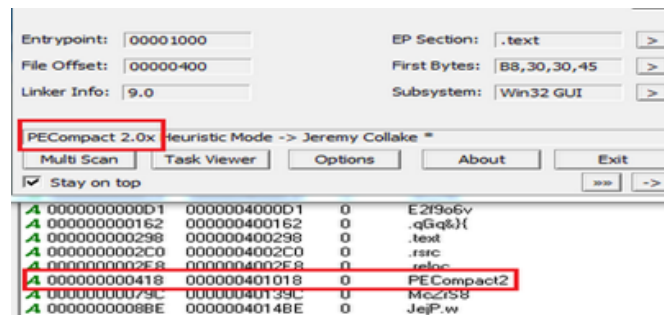 Entrypoint: 00001000 EP Section: .text >
File Offset: 00000400 First Bytes: B8,30,30,45 >
Linker Info: 9.0 Subsystem: Win32 GUI >
PECompact 2.0x Heuristic Mode -> Jeremy Collake *
Multi Scan Task Viewer Options About Exit
Stay on top »» ->
A 0000000000D1 0000004000D1 0 E2f9o6v
A 000000000162 000000400162 0 .qGq&}{
A 000000000298 000000400298 0 .text
A 0000000002C0 0000004002C0 0 .rsrc
A 0000000002E8 0000004002E8 0 .reloc
A 000000000418 000000401018 0 PECompact2
A 00000000079C 00000040139C 0 McZrS8
A 0000000008BE 0000004014BE 0 JejP.w